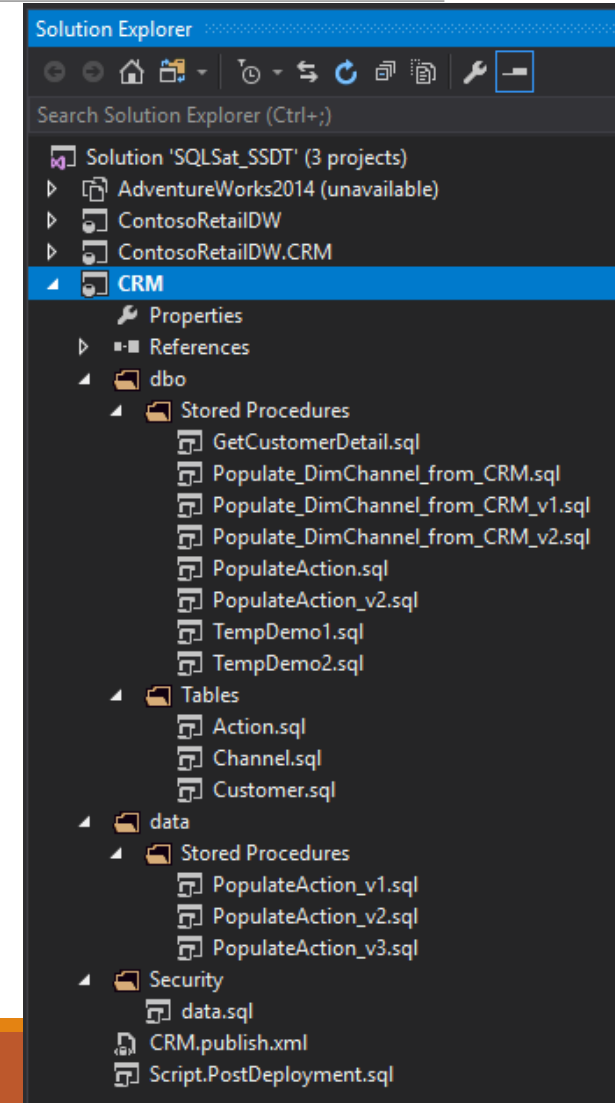 Solution Explorer
Search Solution Explorer (Ctrl+;)
Solution 'SQLSat_SSDT' (3 projects)
AdventureWorks2014 (unavailable)
ContosoRetailDW
ContosoRetailDW.CRM
CRM
Properties
References
dbo
Stored Procedures
GetCustomerDetail.sql
Populate_DimChannel_from_CRM.sql
Populate_DimChannel_from_CRM_v1.sql
Populate_DimChannel_from_CRM_v2.sql
PopulateAction.sql
PopulateAction_v2.sql
TempDemo1.sql
TempDemo2.sql
Tables
Action.sql
Channel.sql
Customer.sql
data
Stored Procedures
PopulateAction_v1.sql
PopulateAction_v2.sql
PopulateAction_v3.sql
Security
data.sql
CRM.publish.xml
Script.PostDeployment.sql